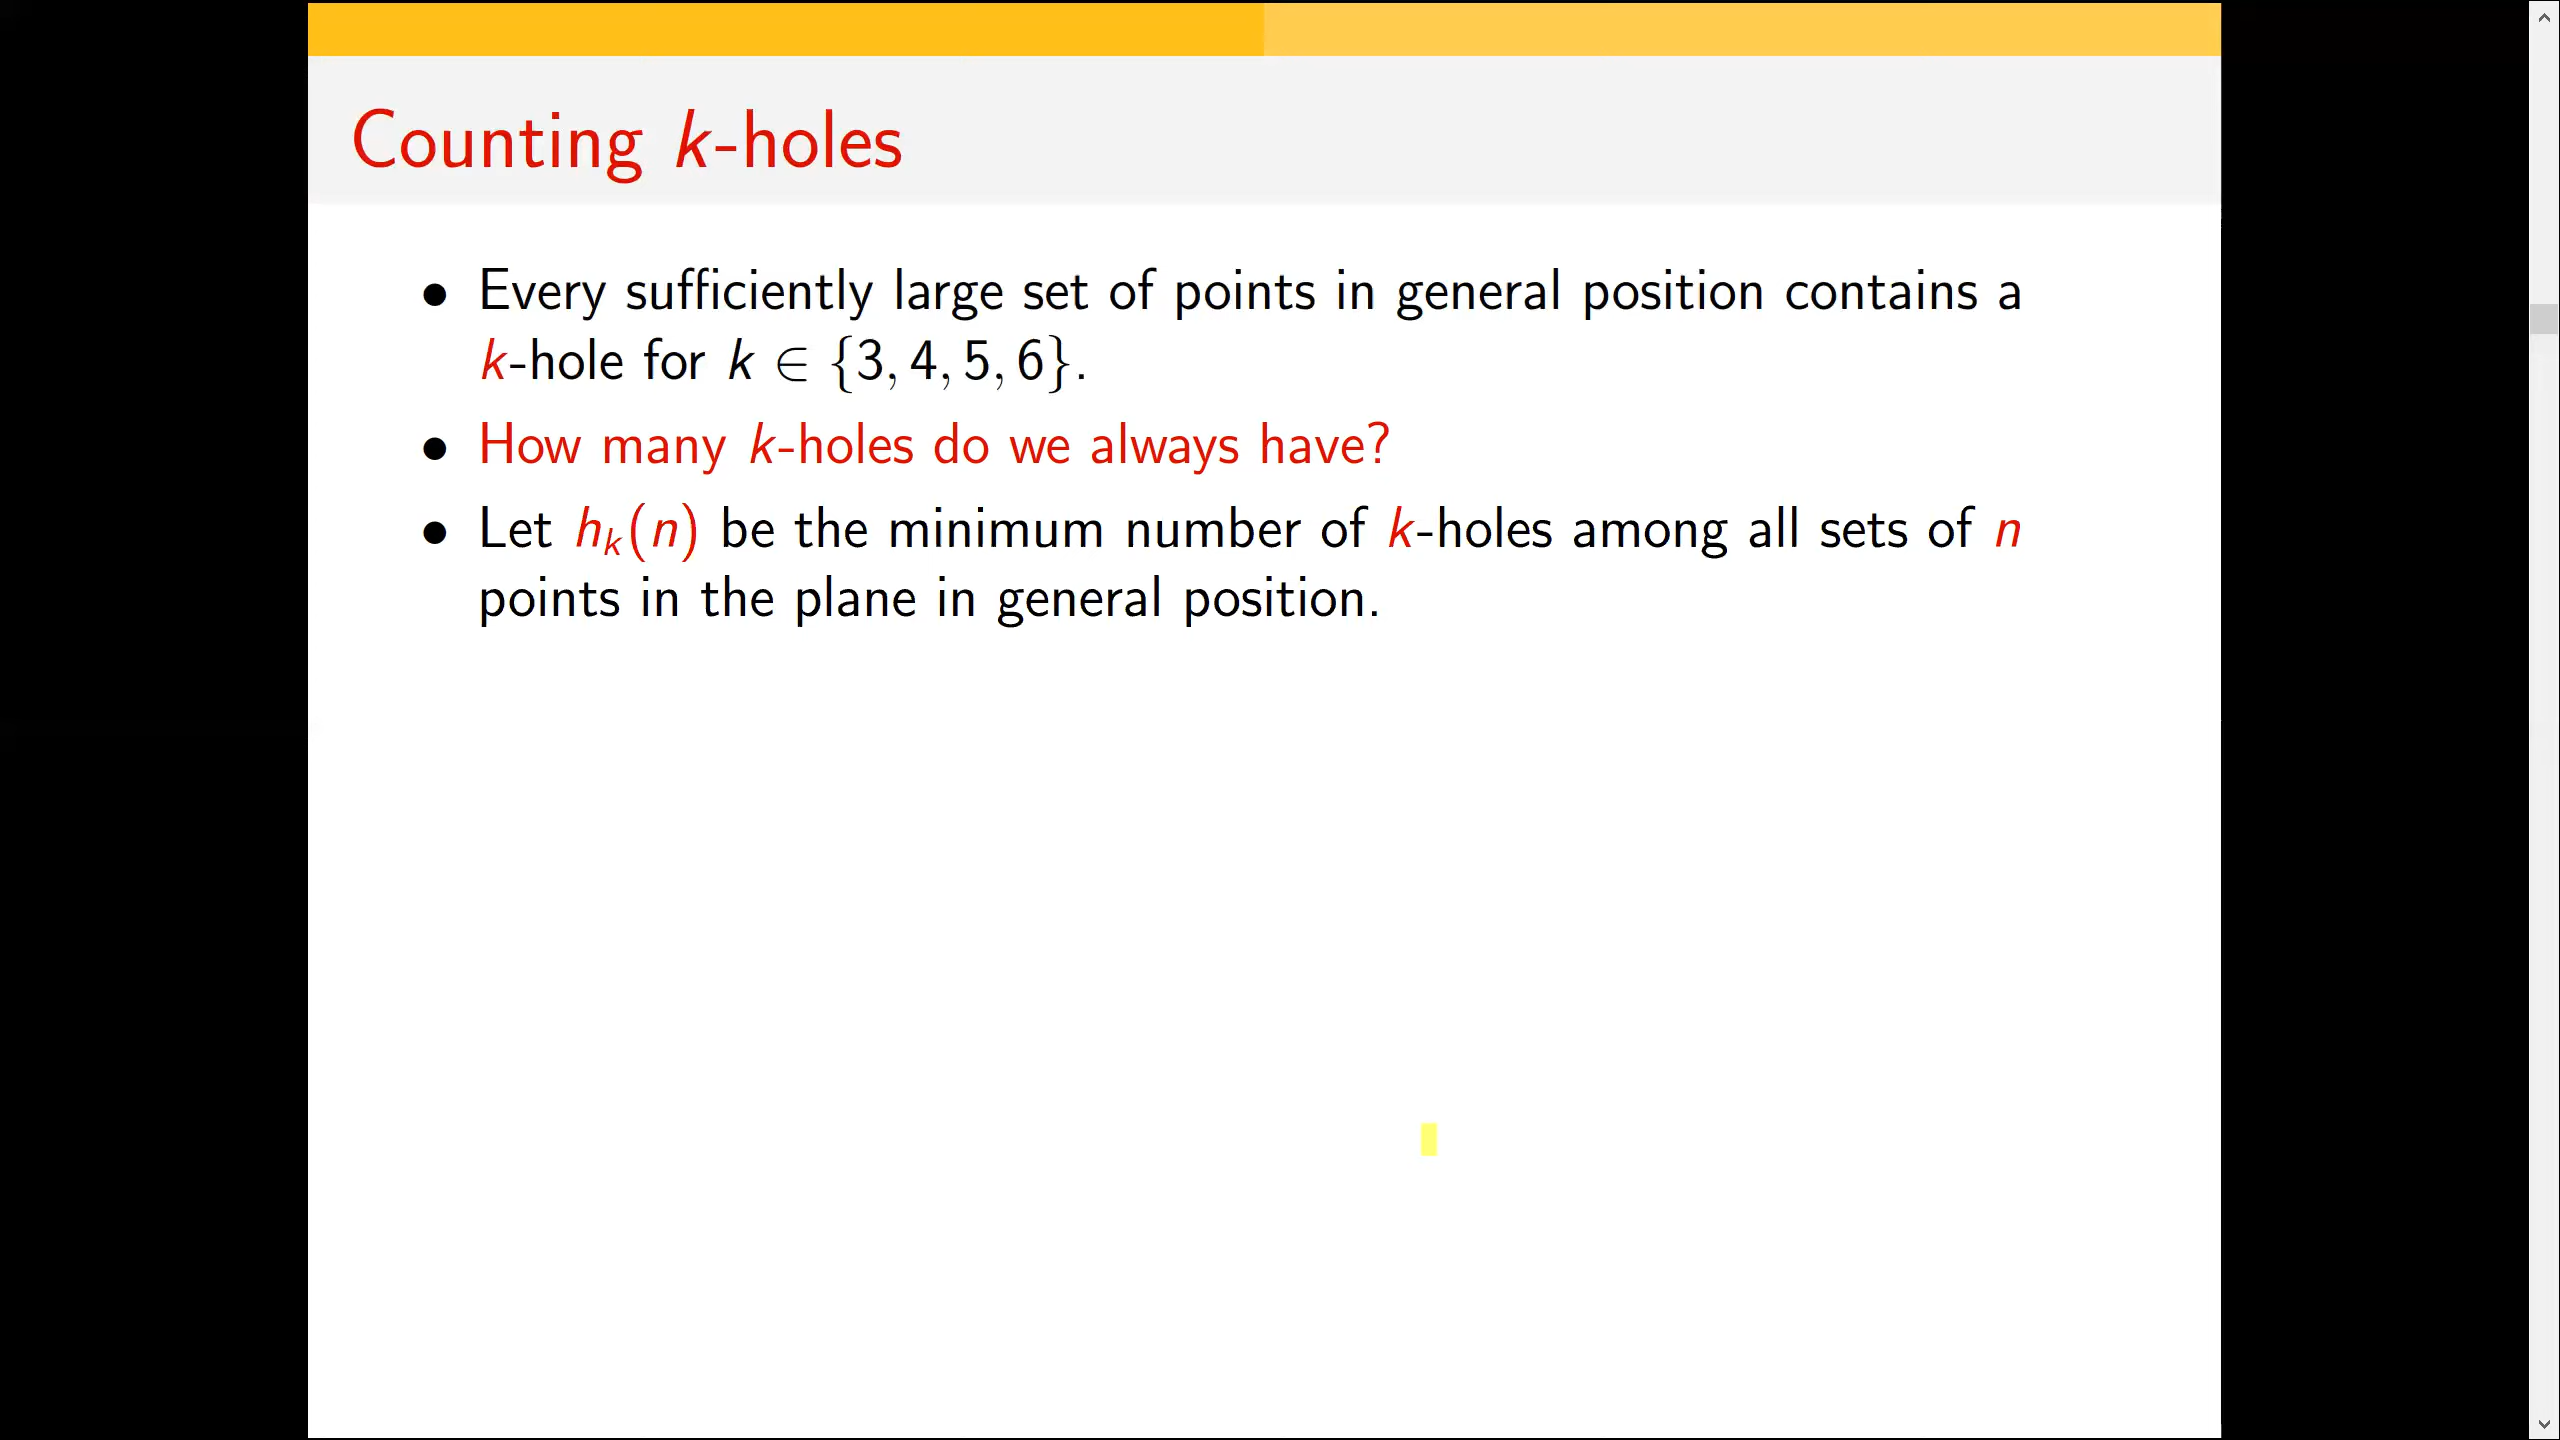 Counting k-holes
• Every sufficiently large set of points in general position contains a
k-hole for k ∈ {3, 4, 5, 6}.
• How many k-holes do we always have?
• Let hₖ(n) be the minimum number of k-holes among all sets of n
points in the plane in general position.